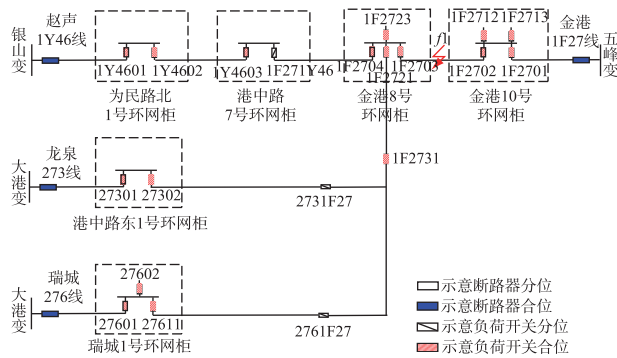 银山变
赵声
1Y46线
1Y4601
1Y4602
为民路北
1号环网柜
1Y4603
1F2711
Y46
港中路
7号环网柜
1F2723
1F2704
1F2703
1F2721
金港8号
环网柜
f1
1F2712
1F2713
1F2702
1F2701
金港10号
环网柜
金港
1F27线
五峰变
大港变
龙泉
273线
27301
27302
港中路东1号环网柜
2731F27
1F2731
大港变
瑞城
276线
27602
27601
27611
瑞城1号环网柜
2761F27
示意断路器分位
示意断路器合位
示意负荷开关分位
示意负荷开关合位